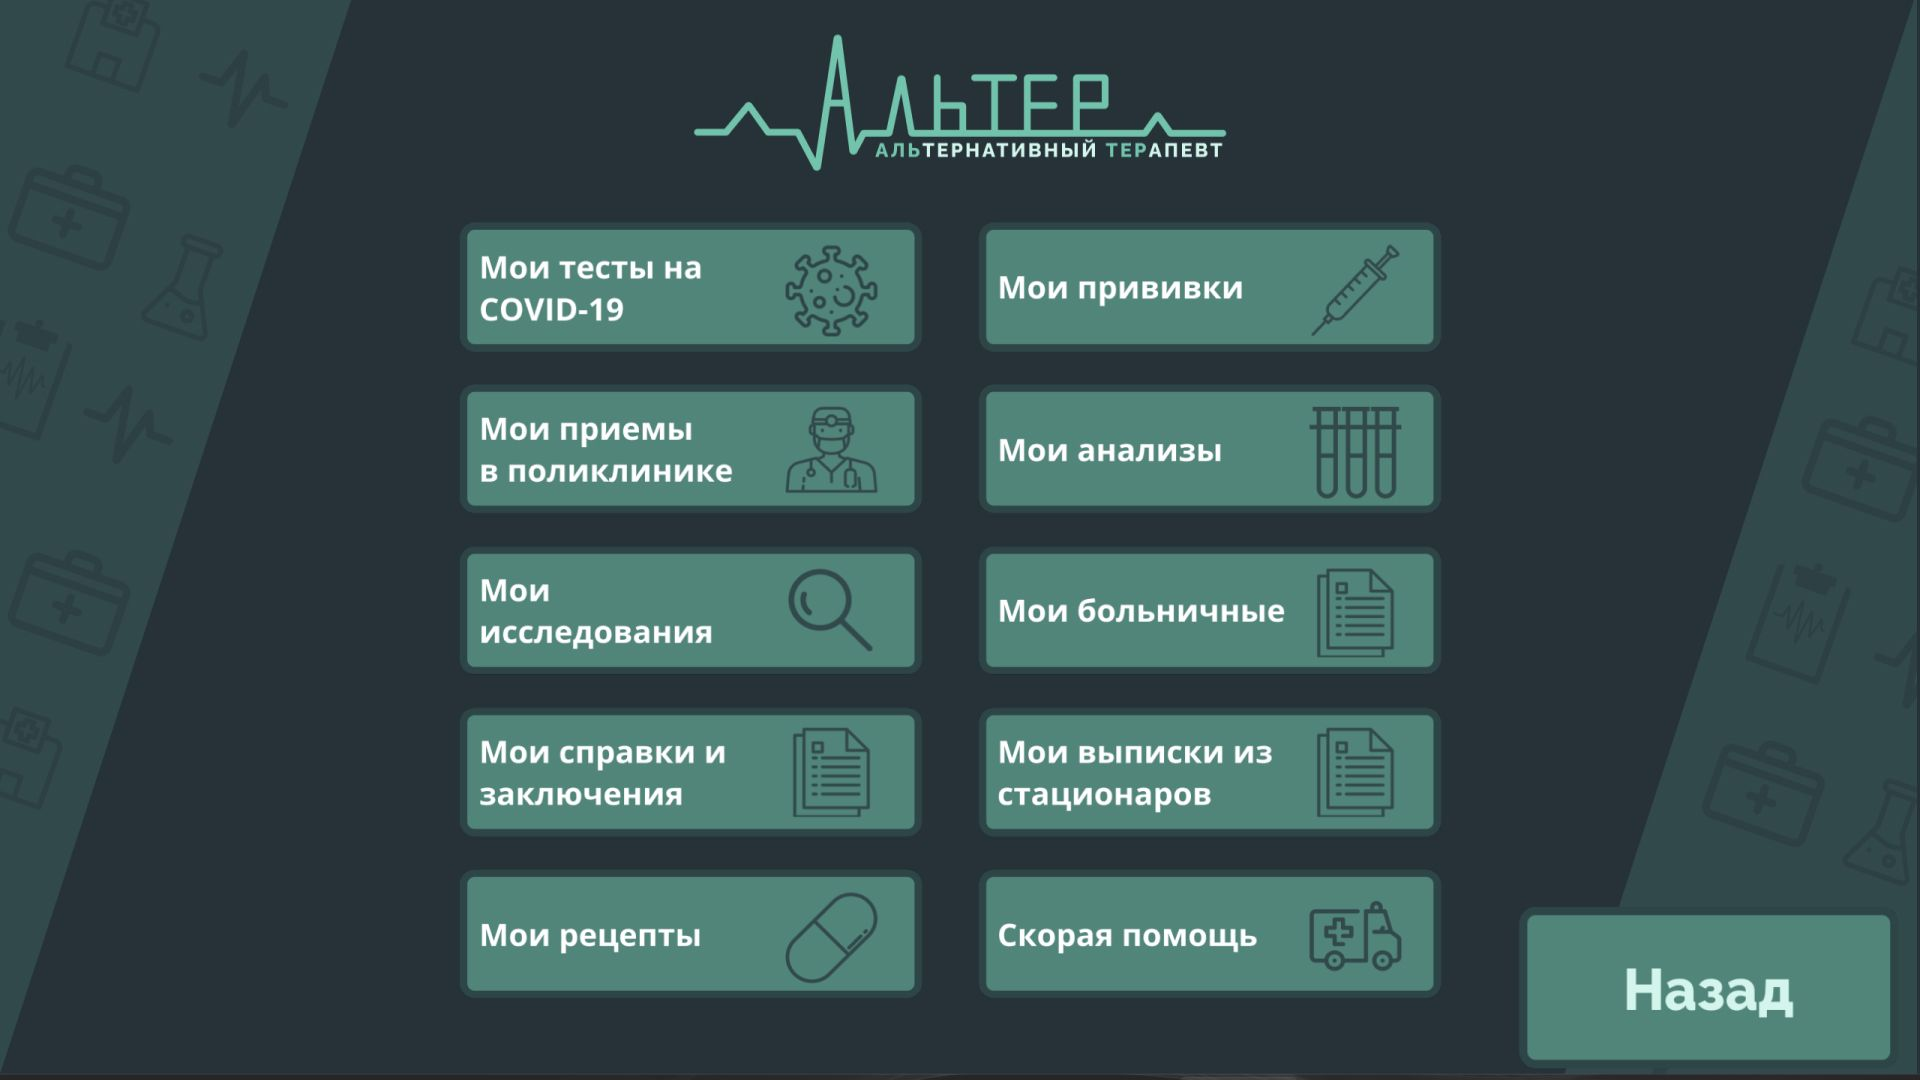 АЛЬТЕР
АЛЬТЕРНАТИВНЫЙ ТЕРАПЕВТ
Мои тесты на
COVID-19
Мои прививки
Мои приемы
в поликлинике
Мои анализы
Мои
исследования
Мои больничные
Мои справки и
заключения
Мои выписки из
стационаров
Мои рецепты
Скорая помощь
Назад